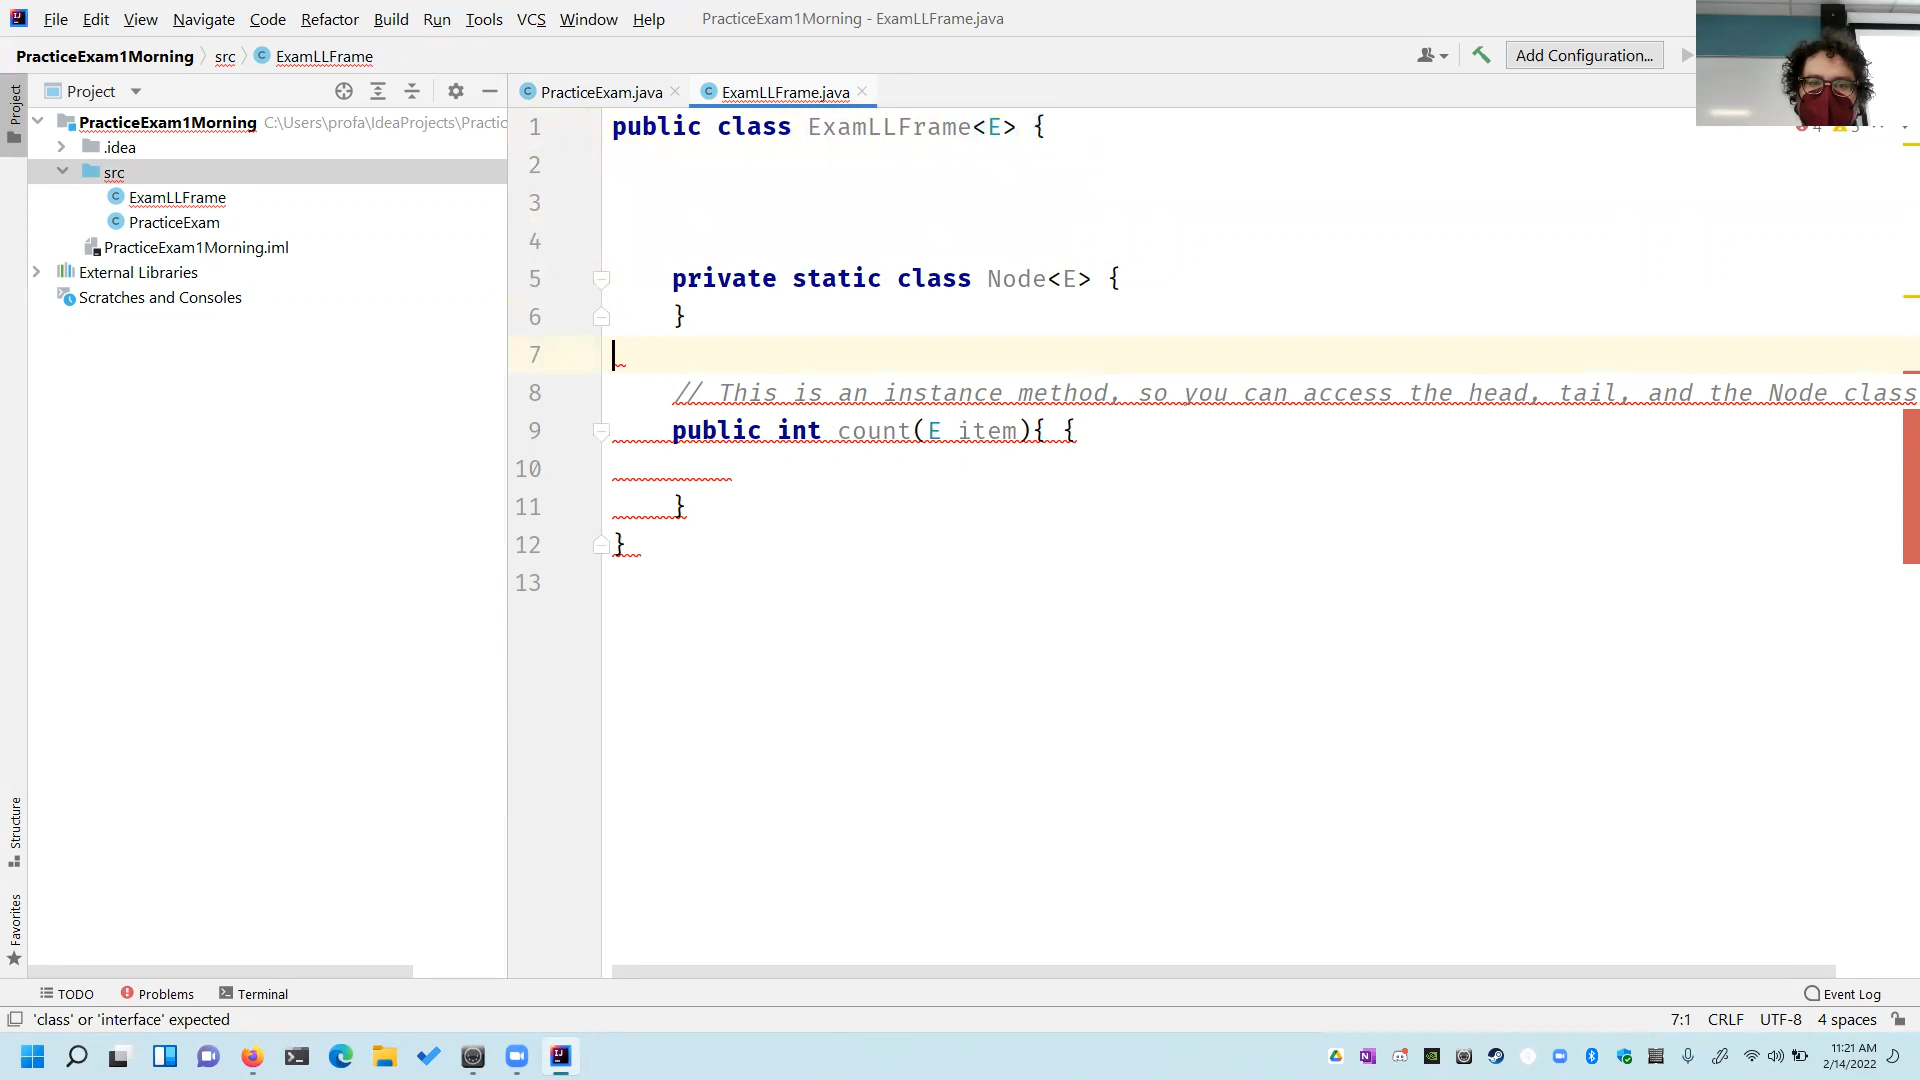 File Edit View Navigate Code Refactor Build Run Tools VCS Window Help PracticeExam1Morning - ExamLLFrame.java
PracticeExam1Morning src ExamLLFrame Add Configuration...
Project PracticeExam.java ExamLLFrame.java
Project
PracticeExam1Morning C:\Users\profa\IdeaProjects\Practic
.idea
src
ExamLLFrame
PracticeExam
PracticeExam1Morning.iml
External Libraries
Scratches and Consoles
1 public class ExamLLFrame<E> {
2
3
4
5 private static class Node<E> {
6 }
7
8 // This is an instance method, so you can access the head, tail, and the Node class
9 public int count(E item){ {
10
11 }
12 }
13
Structure
Favorites
TODO Problems Terminal Event Log
'class' or 'interface' expected 7:1 CRLF UTF-8 4 spaces
11:21 AM
2/14/2022